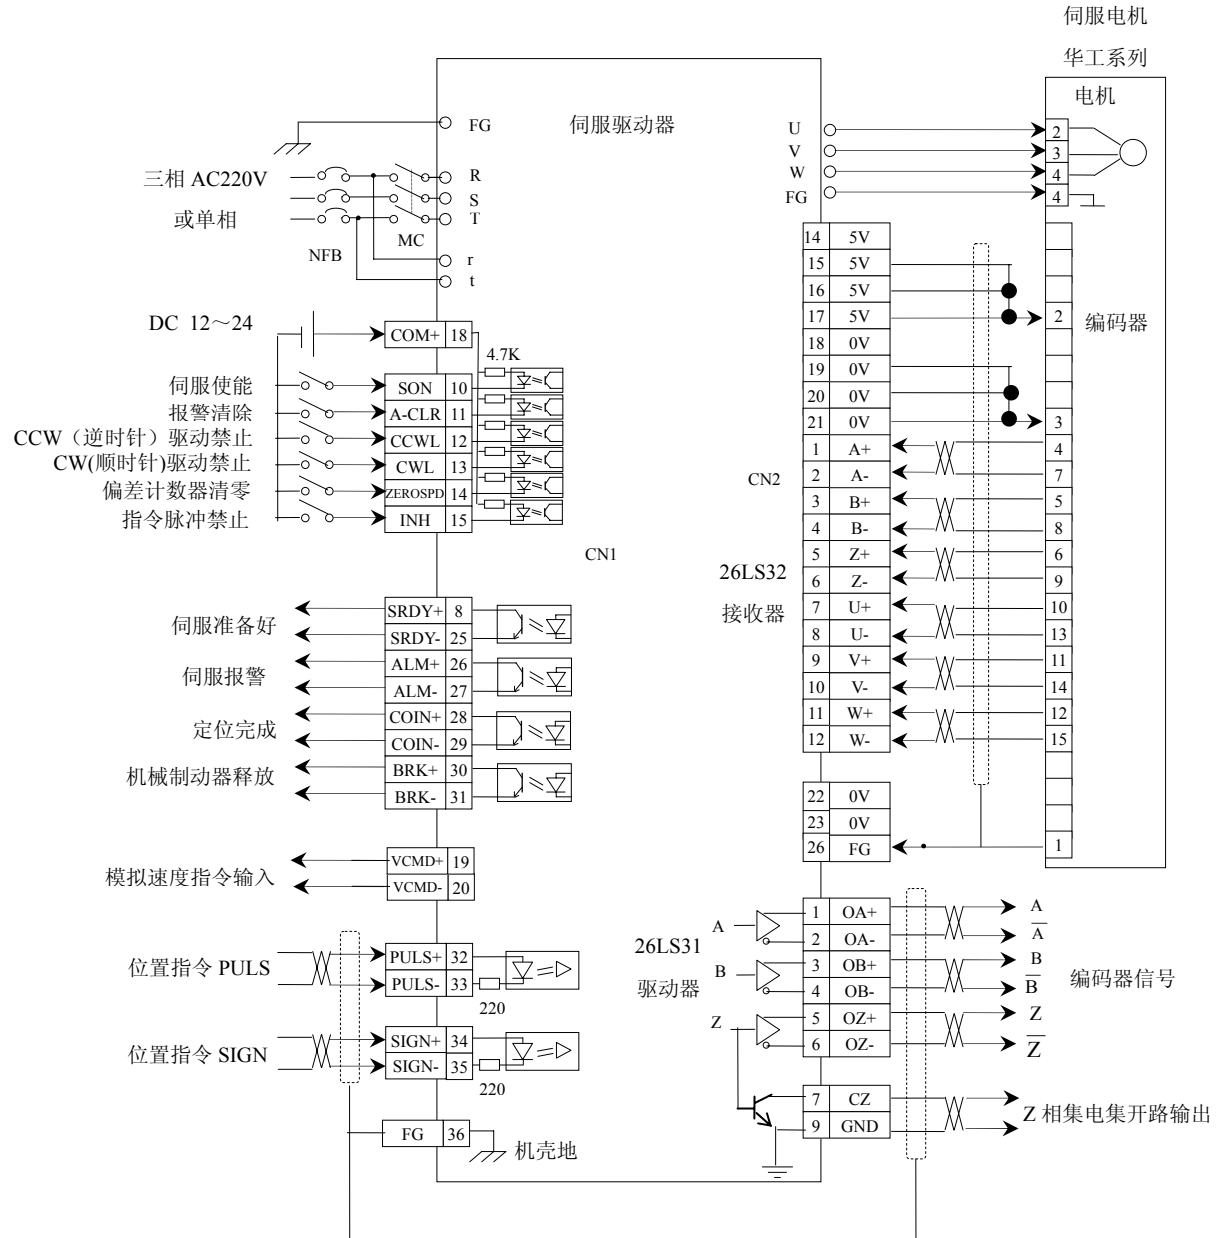 伺服电机
华工系列
电机
伺服驱动器
FG
三相 AC220V
或单相
NFB
MC
R
S
T
r
t
U
V
W
FG
2
3
4
4
DC 12～24
COM+ 18
4.7K
伺服使能
SON 10
报警清除
A-CLR 11
CCW（逆时针）驱动禁止
CCWL 12
CW(顺时针)驱动禁止
CWL 13
偏差计数器清零
ZEROSPD 14
指令脉冲禁止
INH 15
CN1
伺服准备好
SRDY+ 8
SRDY- 25
伺服报警
ALM+ 26
ALM- 27
定位完成
COIN+ 28
COIN- 29
机械制动器释放
BRK+ 30
BRK- 31
模拟速度指令输入
VCMD+ 19
VCMD- 20
位置指令 PULS
PULS+ 32
PULS- 33
220
位置指令 SIGN
SIGN+ 34
SIGN- 35
220
FG 36
机壳地
14 5V
15 5V
16 5V
17 5V 2
编码器
18 0V
19 0V
20 0V
21 0V 3
CN2
1 A+ 4
2 A- 7
3 B+ 5
4 B- 8
26LS32
接收器
5 Z+ 6
6 Z- 9
7 U+ 10
8 U- 13
9 V+ 11
10 V- 14
11 W+ 12
12 W- 15
22 0V
23 0V
26 FG 1
26LS31
驱动器
A
B
Z
1 OA+ A
2 OA- A̅
3 OB+ B
4 OB- B̅
5 OZ+ Z
6 OZ- Z̅
编码器信号
7 CZ
9 GND
Z 相集电集开路输出